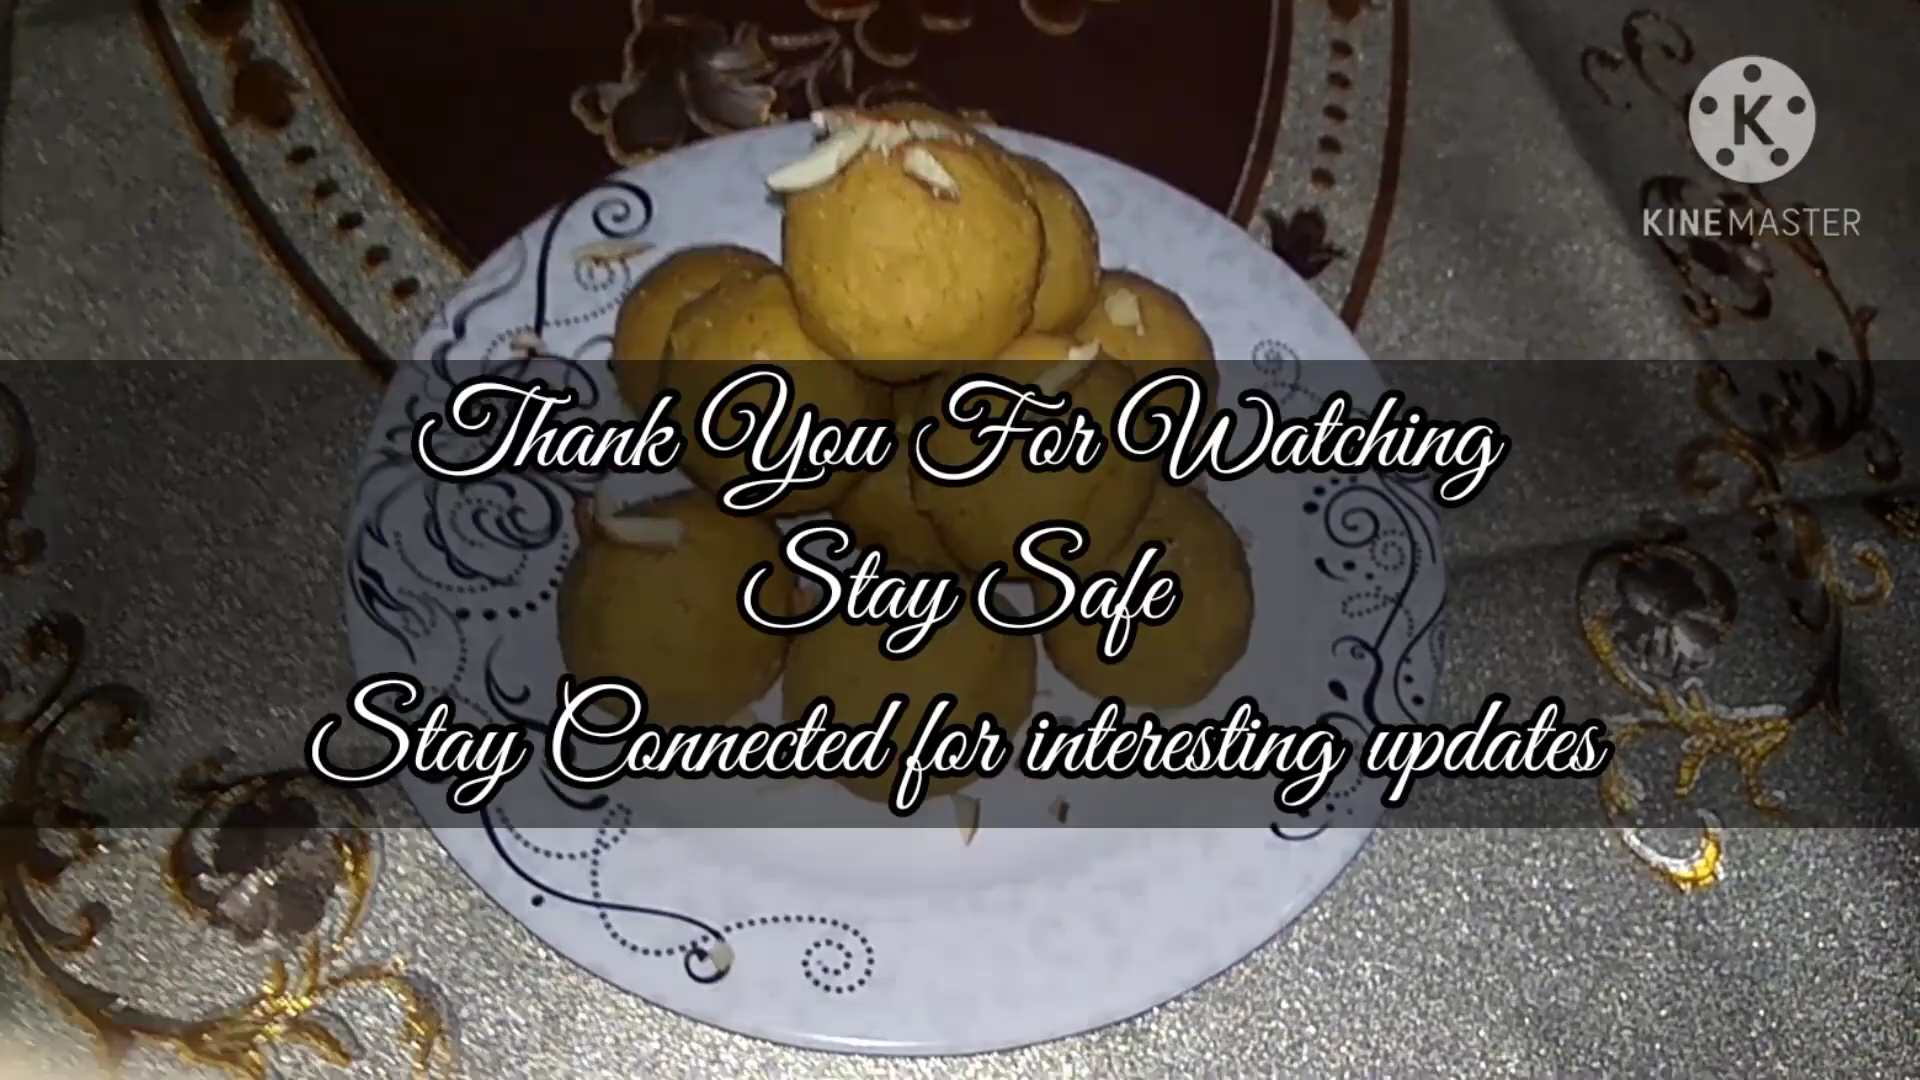 KINEMASTER
Thank You For Watching
Stay Safe
Stay Connected for interesting updates